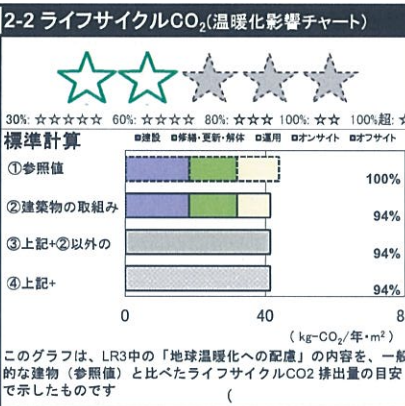 2-2 ライフサイクルCO₂(温暖化影響チャート)
30%: ☆☆☆☆☆ 60%: ☆☆☆☆ 80%: ☆☆☆ 100%: ☆☆ 100%超: ☆
標準計算
■建設 ■修繕・更新・解体 □運用 □オンサイト □オフサイト
①参照値 100%
②建築物の取組み 94%
③上記+②以外の 94%
④上記+ 94%
0 40 8
( kg-CO₂/年・m² )
このグラフは、LR3中の「地球温暖化への配慮」の内容を、一般
的な建物(参照値)と比べたライフサイクルCO2 排出量の目安
で示したものです (